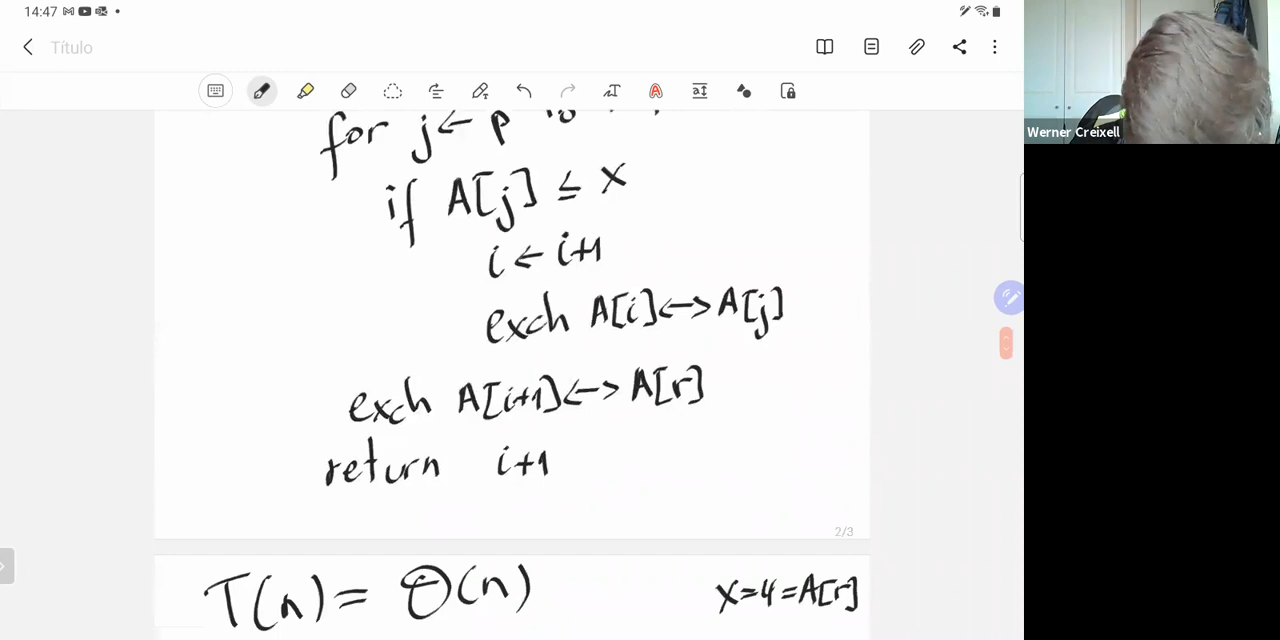 14:47
Título
for j ← p
if A[j] ≤ x
i ← i+1
exch A[i] ↔ A[j]
exch A[i+1] ↔ A[r]
return i+1
2/3
T(n) = Θ(n)
x=4=A[r]
Werner Creixell